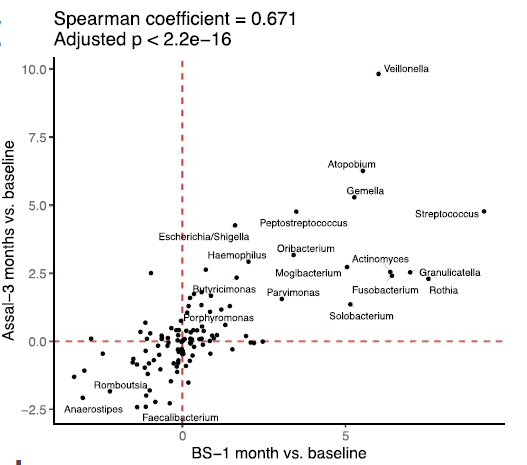 Spearman coefficient = 0.671
Adjusted p < 2.2e−16
10.0
Veillonella
7.5
Atopobium
Gemella
5.0
Streptococcus
Peptostreptococcus
Escherichia/Shigella
Oribacterium
Haemophilus
Actinomyces
Mogibacterium
Granulicatella
2.5
Butyricimonas
Parvimonas
Fusobacterium
Rothia
Porphyromonas
Solobacterium
0.0
Romboutsia
Anaerostipes
−2.5
Faecalibacterium
0
5
Assal−3 months vs. baseline
BS−1 month vs. baseline